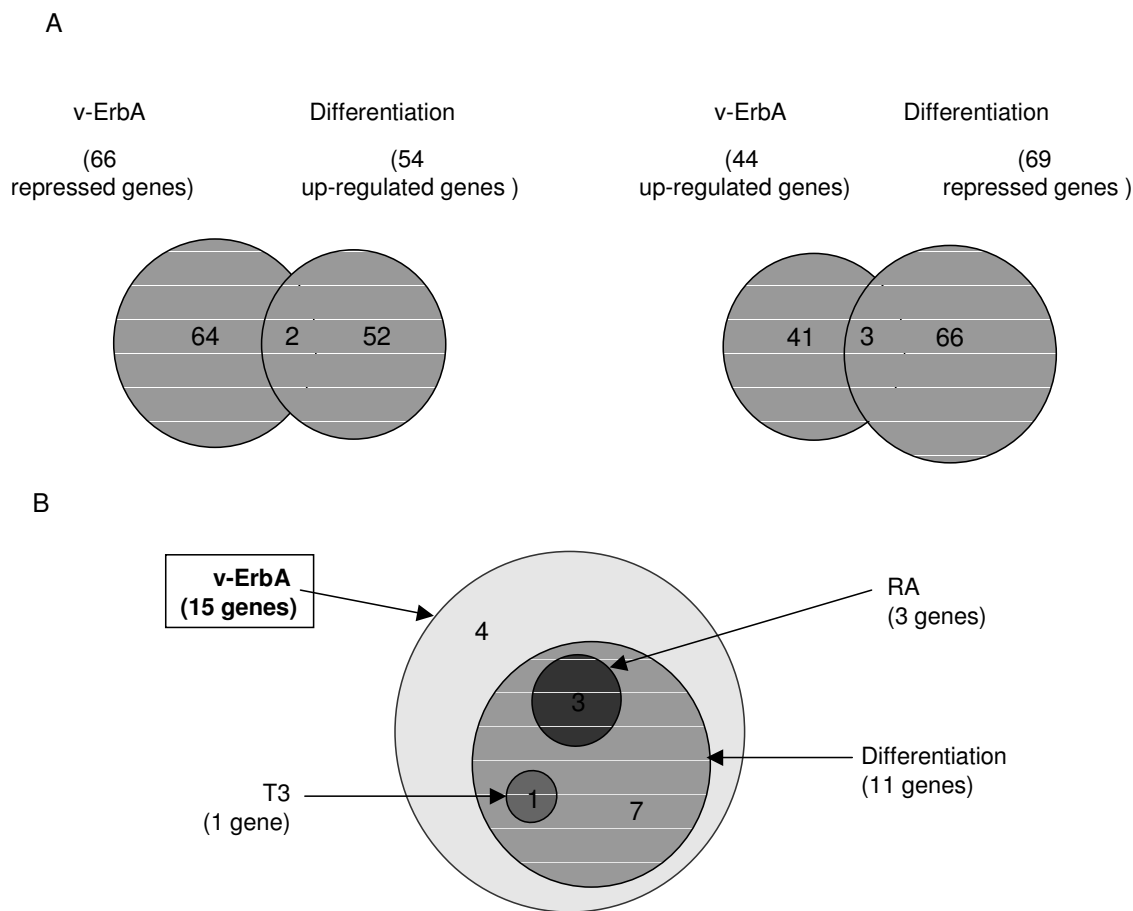 A
v-ErbA
(66
repressed genes)
Differentiation
(54
up-regulated genes )
v-ErbA
(44
up-regulated genes)
Differentiation
(69
repressed genes )
64
2
52
41
3
66
B
v-ErbA
(15 genes)
RA
(3 genes)
4
3
Differentiation
(11 genes)
T3
(1 gene)
1
7